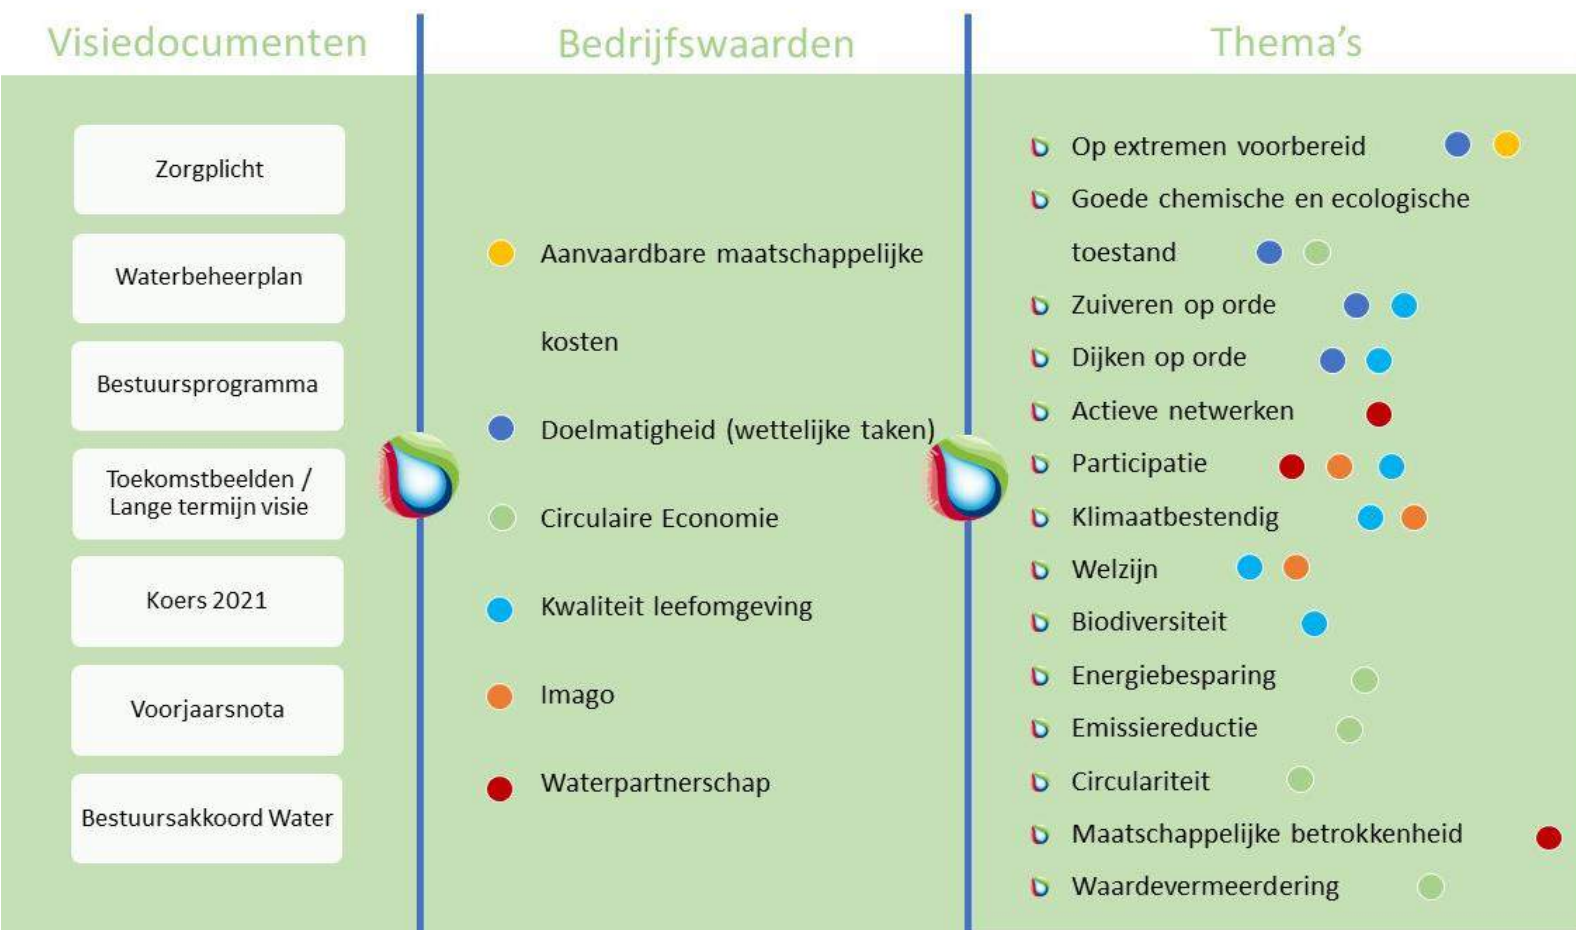 Visiedocumenten
Zorgplicht
Waterbeheerplan
Bestuursprogramma
Toekomstbeelden /
Lange termijn visie
Koers 2021
Voorjaarsnota
Bestuursakkoord Water
Bedrijfswaarden
Aanvaardbare maatschappelijke
kosten
Doelmatigheid (wettelijke taken)
Circulaire Economie
Kwaliteit leefomgeving
Imago
Waterpartnerschap
Thema's
Op extremen voorbereid
Goede chemische en ecologische
toestand
Zuiveren op orde
Dijken op orde
Actieve netwerken
Participatie
Klimaatbestendig
Welzijn
Biodiversiteit
Energiebesparing
Emissiereductie
Circulariteit
Maatschappelijke betrokkenheid
Waardevermeerdering